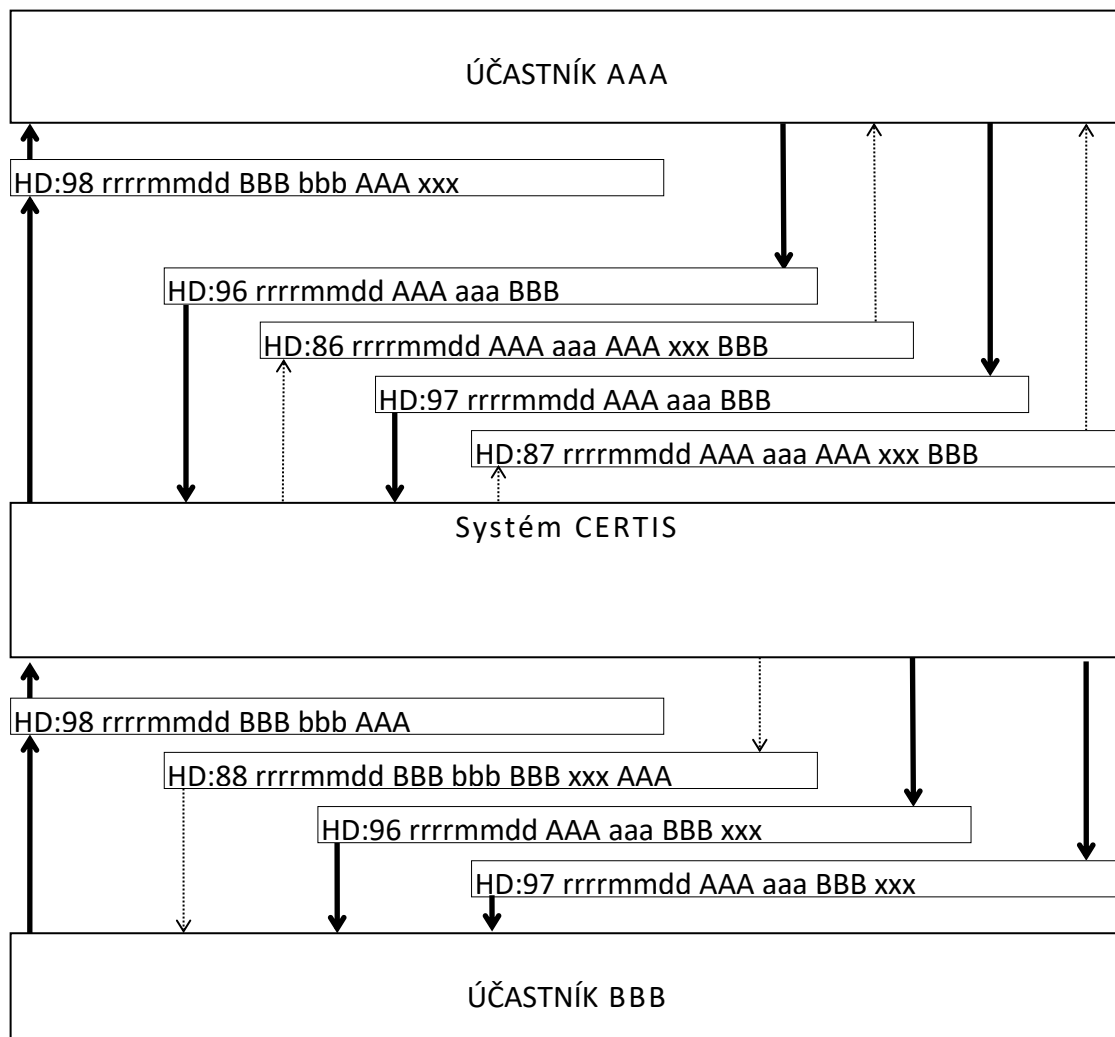 ÚČASTNÍK AAA
HD:98 rrrrmmdd BBB bbb AAA xxx
HD:96 rrrrmmdd AAA aaa BBB
HD:86 rrrrmmdd AAA aaa AAA xxx BBB
HD:97 rrrrmmdd AAA aaa BBB
HD:87 rrrrmmdd AAA aaa AAA xxx BBB
Systém CERTIS
HD:98 rrrrmmdd BBB bbb AAA
HD:88 rrrrmmdd BBB bbb BBB xxx AAA
HD:96 rrrrmmdd AAA aaa BBB xxx
HD:97 rrrrmmdd AAA aaa BBB xxx
ÚČASTNÍK BBB